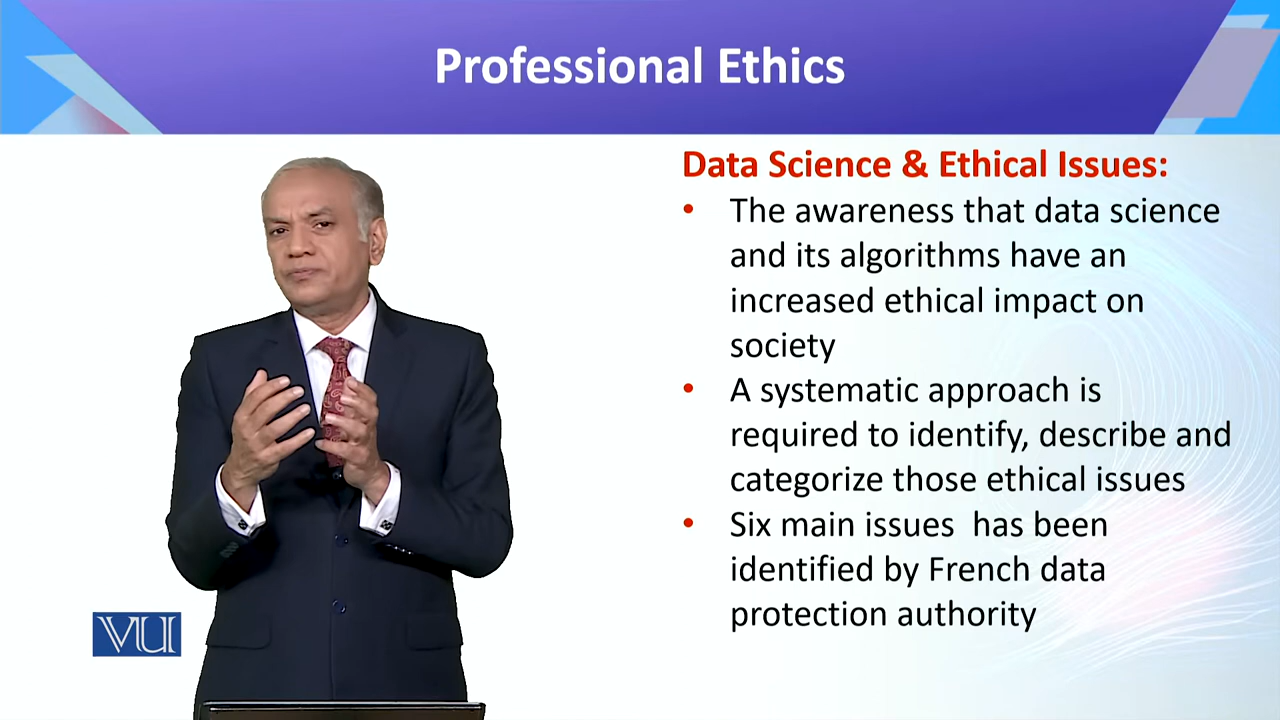 Professional Ethics
Data Science & Ethical Issues:
• The awareness that data science
and its algorithms have an
increased ethical impact on
society
• A systematic approach is
required to identify, describe and
categorize those ethical issues
• Six main issues  has been
identified by French data
protection authority
VU